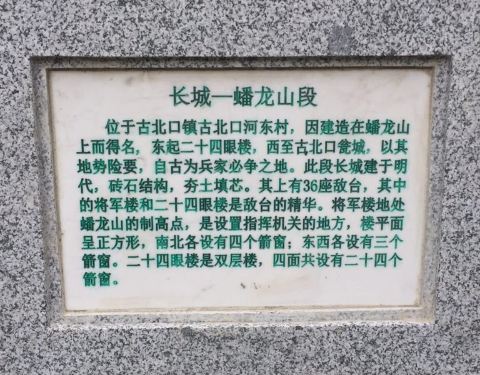 长城—蟠龙山段
位于古北口镇古北口河东村，因建造在蟠龙山
上而得名，东起二十四眼楼，西至古北口瓮城，以其
地势险要，自古为兵家必争之地。此段长城建于明
代，砖石结构，夯土填芯。其上有36座敌台，其中
的将军楼和二十四眼楼是敌台的精华。将军楼地处
蟠龙山的制高点，是设置指挥机关的地方，楼平面
呈正方形，南北各设有四个箭窗；东西各设有三个
箭窗。二十四眼楼是双层楼，四面共设有二十四个
箭窗。